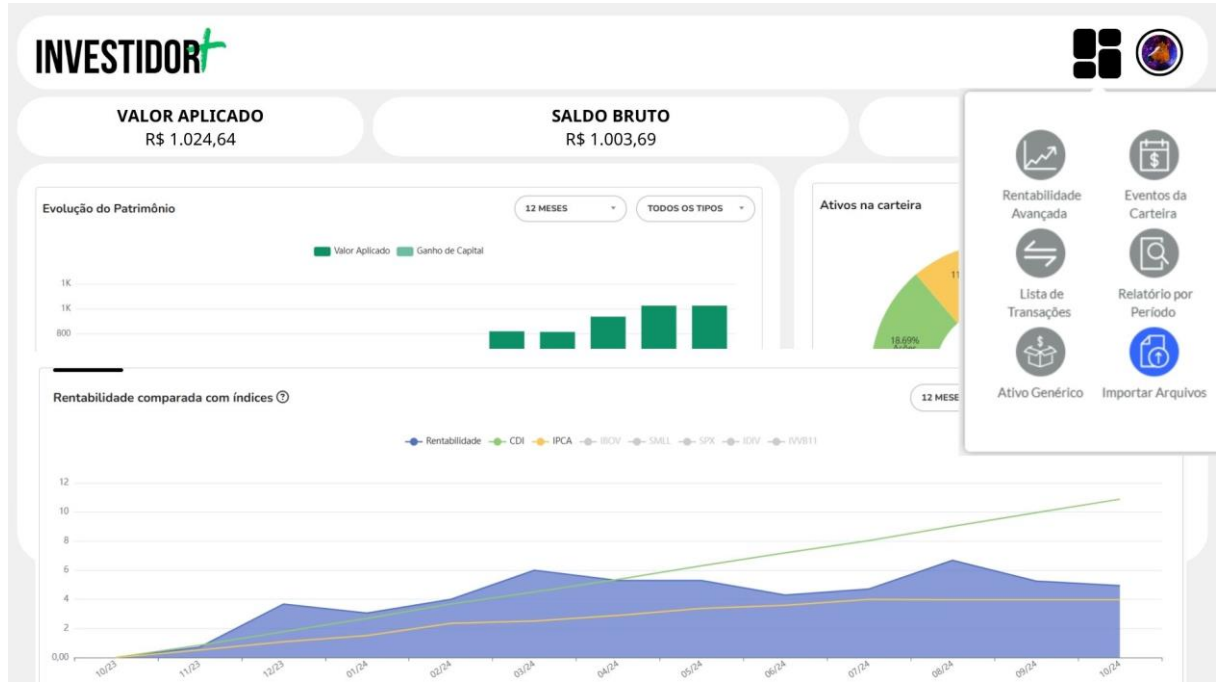 INVESTIDOR+
VALOR APLICADO
R$ 1.024,64
SALDO BRUTO
R$ 1.003,69
Rentabilidade
Avançada
Eventos da
Carteira
Lista de
Transações
Relatório por
Período
Ativo Genérico
Importar Arquivos
Evolução do Patrimônio
12 MESES
TODOS OS TIPOS
Valor Aplicado
Ganho de Capital
1K
1K
800
Ativos na carteira
11
18.69%
Ações
Rentabilidade comparada com índices ?
12 MESE
Rentabilidade
CDI
IPCA
IBOV
SMLL
SPX
IDIV
IVVB11
12
10
8
6
4
2
0,00
10/23
11/23
12/23
01/24
02/24
03/24
04/24
05/24
06/24
07/24
08/24
09/24
10/24